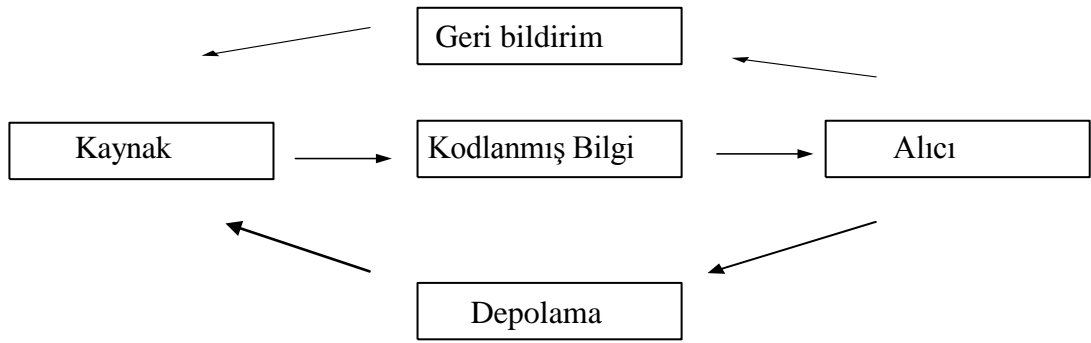 Geri bildirim
Kaynak
Kodlanmış Bilgi
Alıcı
Depolama